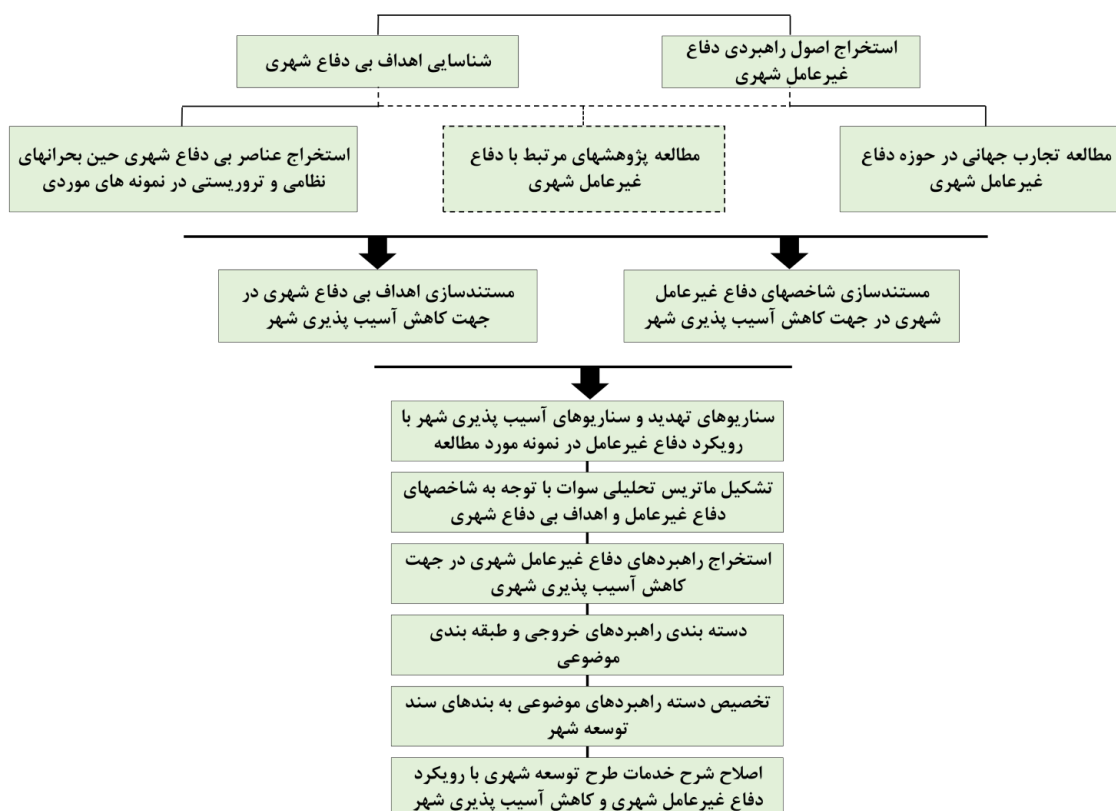 استخراج اصول راهبردی دفاع
غیرعامل شهری
شناسایی اهداف بی دفاع شهری
مطالعه تجارب جهانی در حوزه دفاع
غیرعامل شهری
مطالعه پژوهشهای مرتبط با دفاع
غیرعامل شهری
استخراج عناصر بی دفاع شهری حین بحرانهای
نظامی و تروریستی در نمونه های موردی
مستندسازی شاخصهای دفاع غیرعامل
شهری در جهت کاهش آسیب پذیری شهر
مستندسازی اهداف بی دفاع شهری در
جهت کاهش آسیب پذیری شهر
سناریوهای تهدید و سناریوهای آسیب پذیری شهر با
رویکرد دفاع غیرعامل در نمونه مورد مطالعه
تشکیل ماتریس تحلیلی سوات با توجه به شاخصهای
دفاع غیرعامل و اهداف بی دفاع شهری
استخراج راهبردهای دفاع غیرعامل شهری در جهت
کاهش آسیب پذیری شهری
دسته بندی راهبردهای خروجی و طبقه بندی
موضوعی
تخصیص دسته راهبردهای موضوعی به بندهای سند
توسعه شهر
اصلاح شرح خدمات طرح توسعه شهری با رویکرد
دفاع غیرعامل شهری و کاهش آسیب پذیری شهر